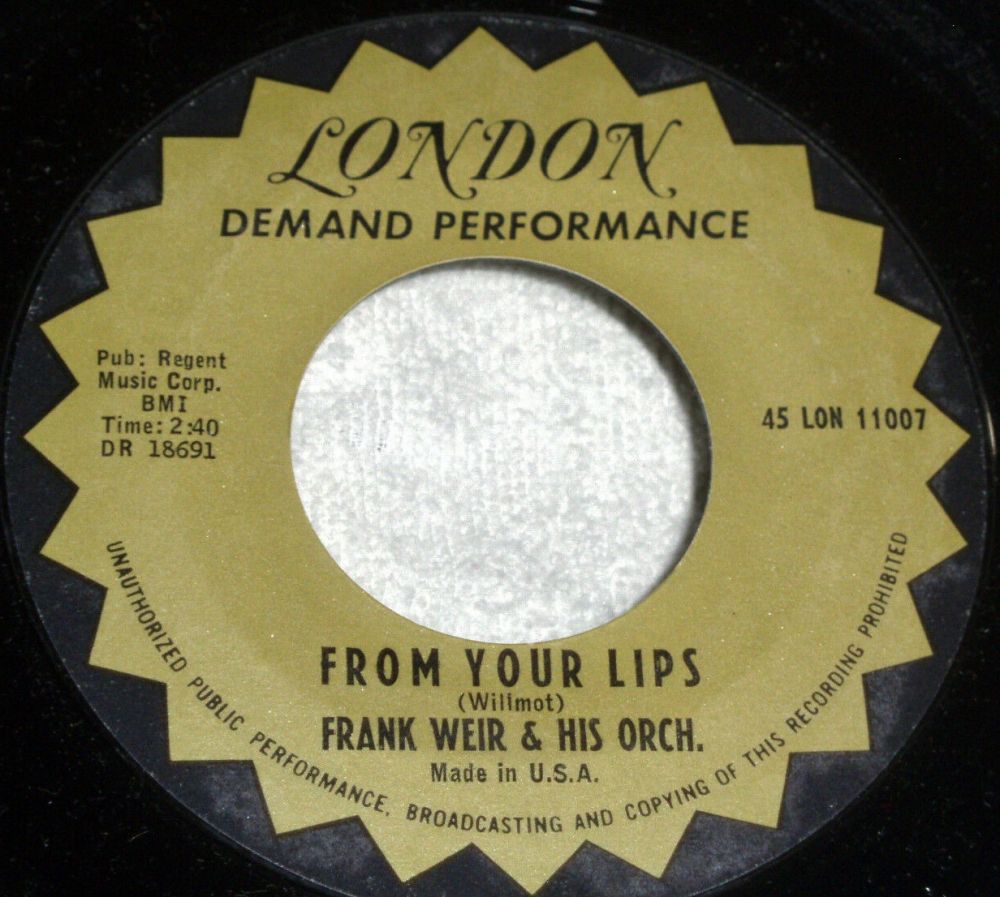 LONDON
DEMAND PERFORMANCE
Pub: Regent
Music Corp.
BMI
Time: 2:40
DR 18691
45 LON 11007
FROM YOUR LIPS
(Willmot)
FRANK WEIR & HIS ORCH.
Made in U.S.A.
UNAUTHORIZED PUBLIC PERFORMANCE, BROADCASTING AND COPYING OF THIS RECORDING PROHIBITED